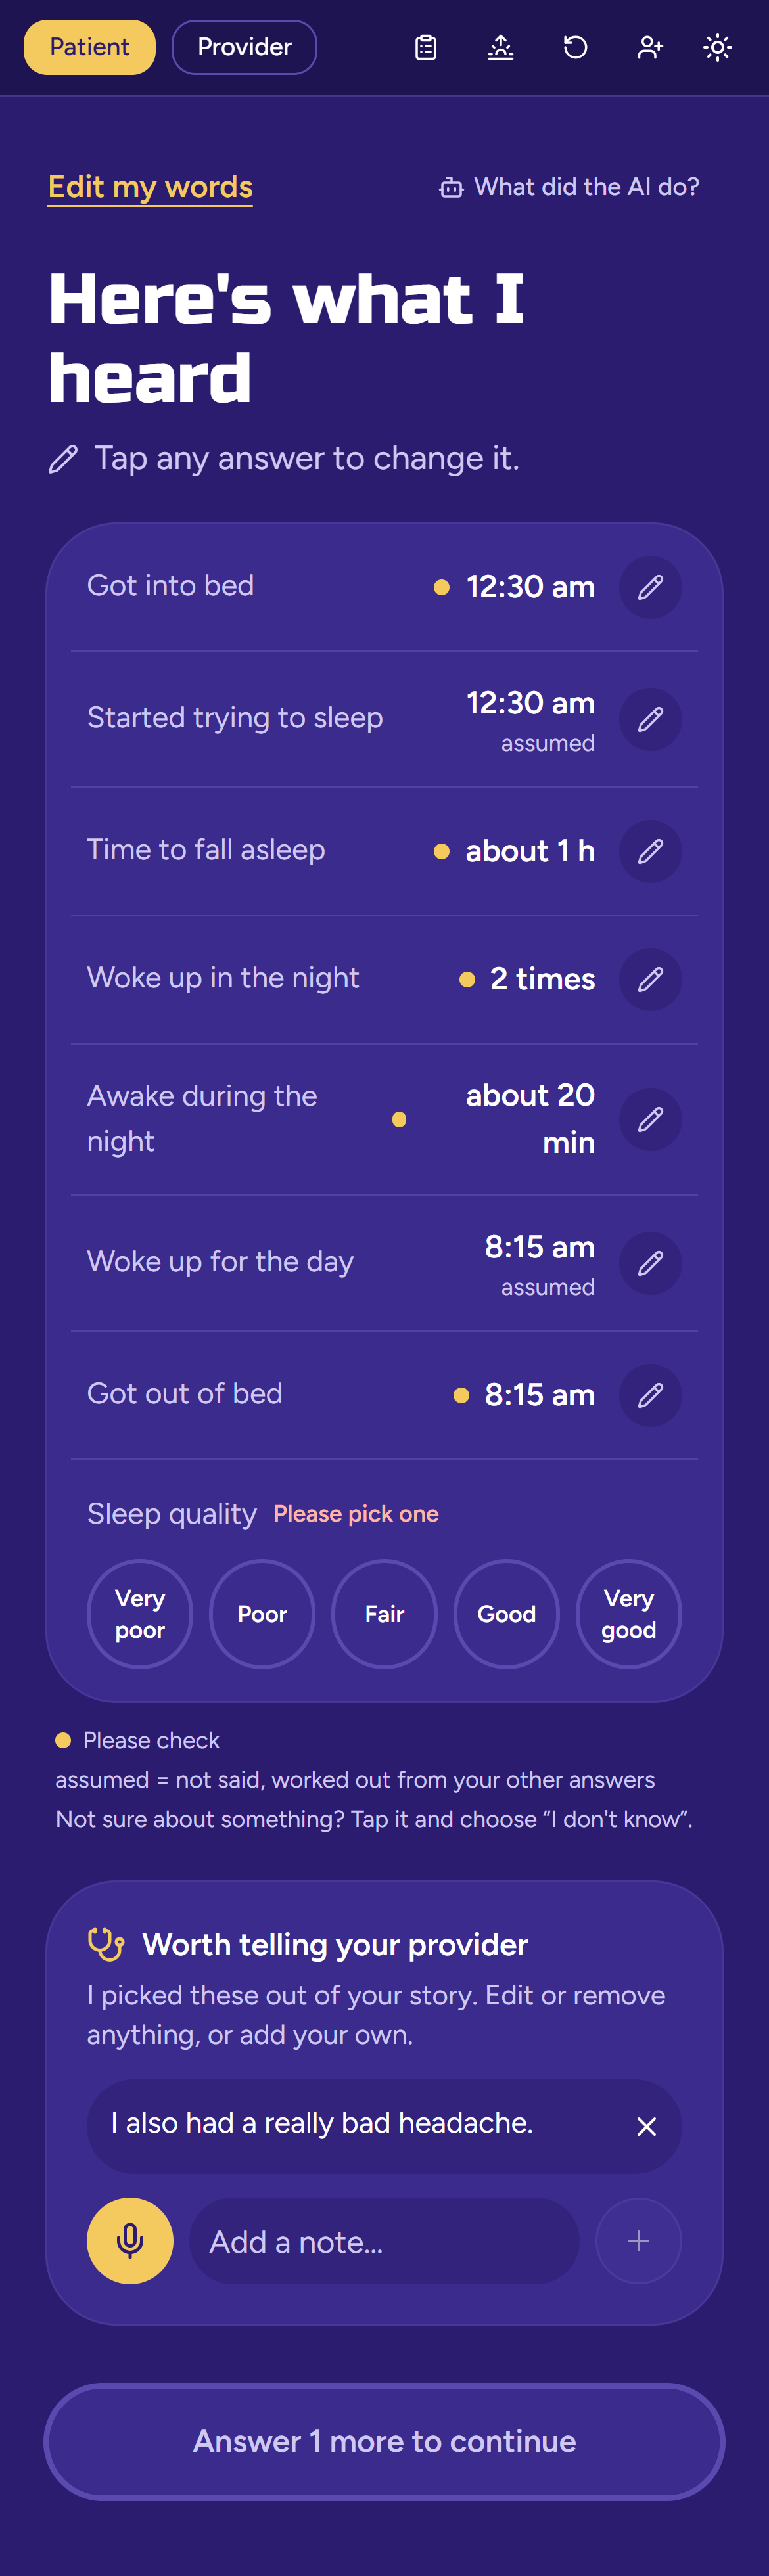 Patient
Provider
Edit my words
What did the AI do?
Here's what I
heard
Tap any answer to change it.
Got into bed
12:30 am
Started trying to sleep
12:30 am
assumed
Time to fall asleep
about 1 h
Woke up in the night
2 times
Awake during the
night
about 20
min
Woke up for the day
8:15 am
assumed
Got out of bed
8:15 am
Sleep quality
Please pick one
Very
poor
Poor
Fair
Good
Very
good
Please check
assumed = not said, worked out from your other answers
Not sure about something? Tap it and choose “I don't know”.
Worth telling your provider
I picked these out of your story. Edit or remove
anything, or add your own.
I also had a really bad headache.
Add a note...
Answer 1 more to continue